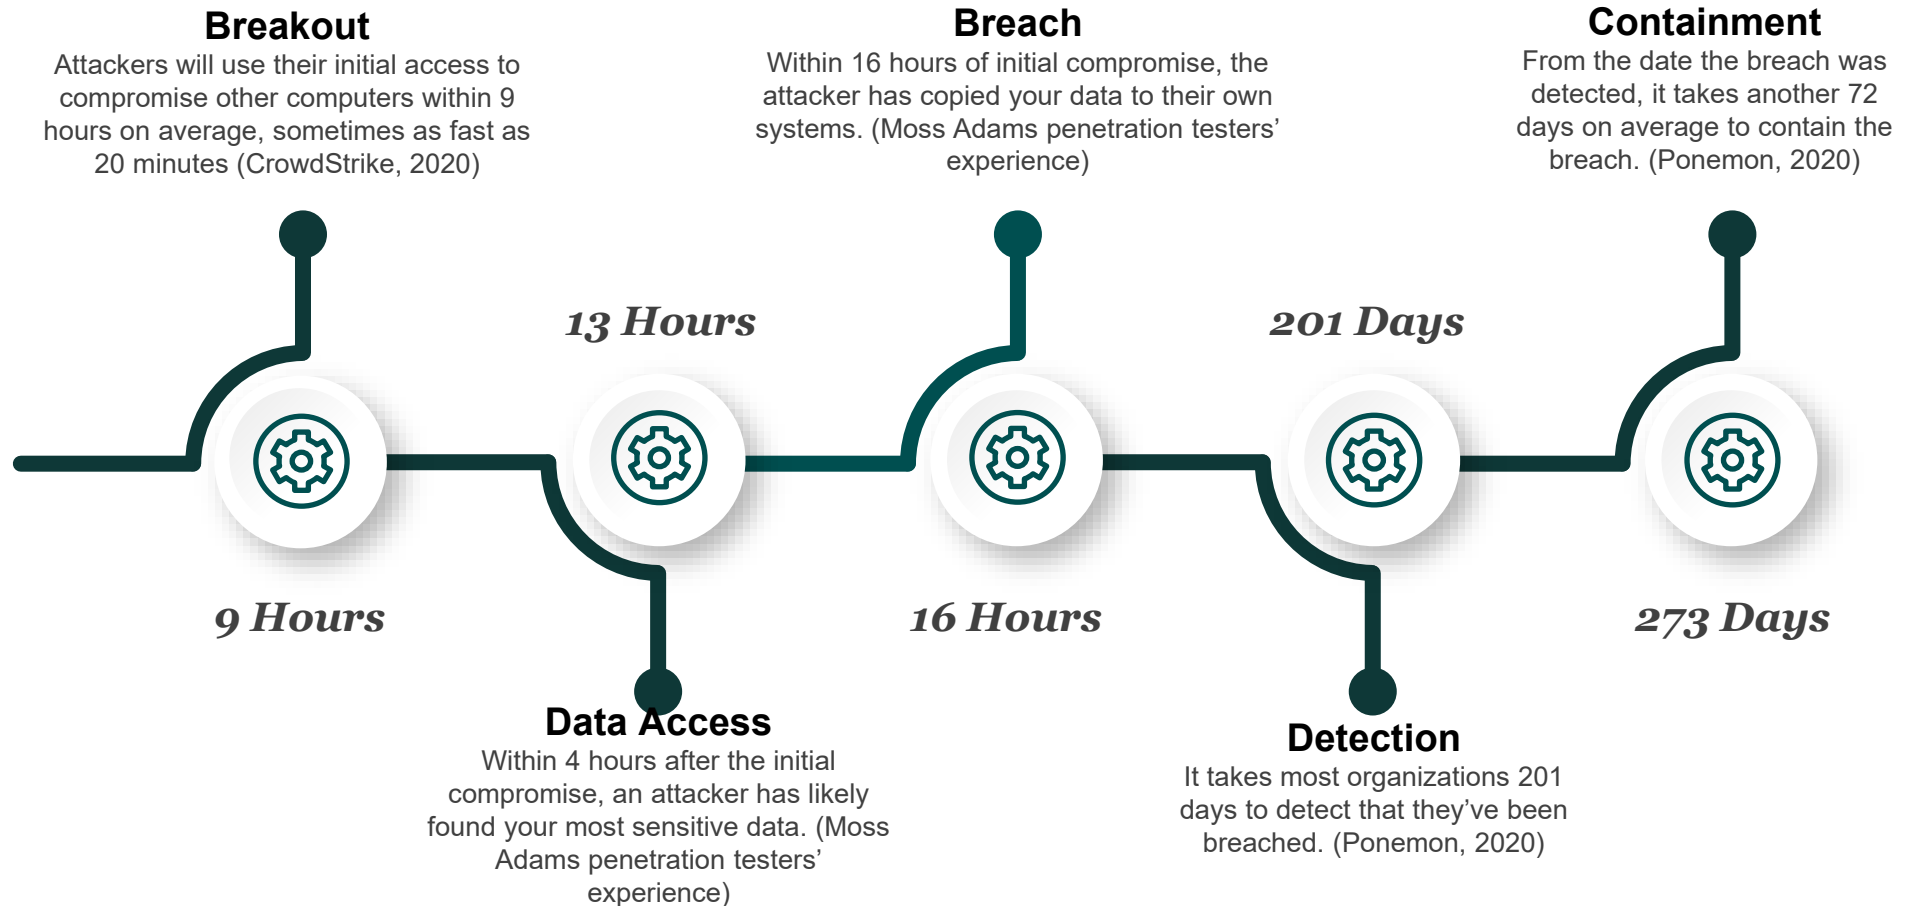 Breakout
Attackers will use their initial access to
compromise other computers within 9
hours on average, sometimes as fast as
20 minutes (CrowdStrike, 2020)
9 Hours
13 Hours
Data Access
Within 4 hours after the initial
compromise, an attacker has likely
found your most sensitive data. (Moss
Adams penetration testers’
experience)
Breach
Within 16 hours of initial compromise, the
attacker has copied your data to their own
systems. (Moss Adams penetration testers’
experience)
16 Hours
201 Days
Detection
It takes most organizations 201
days to detect that they’ve been
breached. (Ponemon, 2020)
Containment
From the date the breach was
detected, it takes another 72
days on average to contain the
breach. (Ponemon, 2020)
273 Days